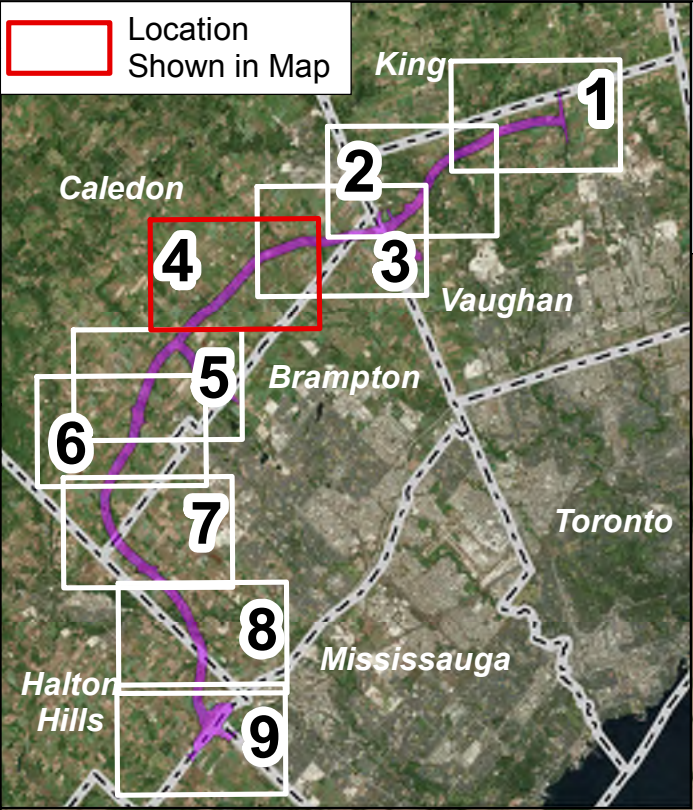 Location
Shown in Map
King
1
2
Caledon
4
3
Vaughan
5
Brampton
6
7
Toronto
8
Mississauga
Halton
Hills
9